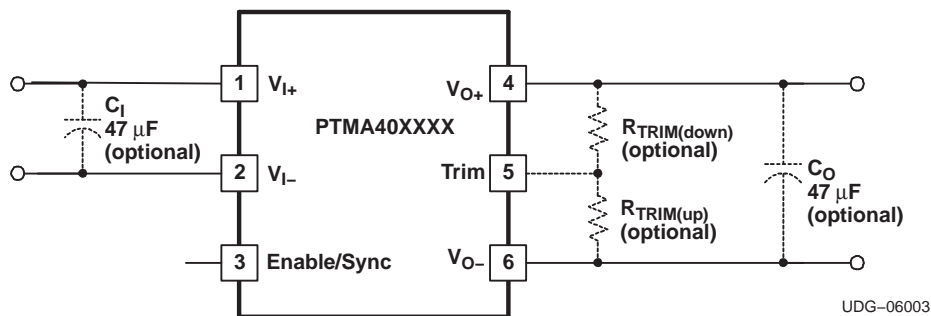 1
V_I+
C_I
47 μF
(optional)
2
V_I–
3
Enable/Sync
PTMA40XXXX
4
V_O+
Trim
5
V_O–
6
R_TRIM(down)
(optional)
R_TRIM(up)
(optional)
C_O
47 μF
(optional)
UDG–06003